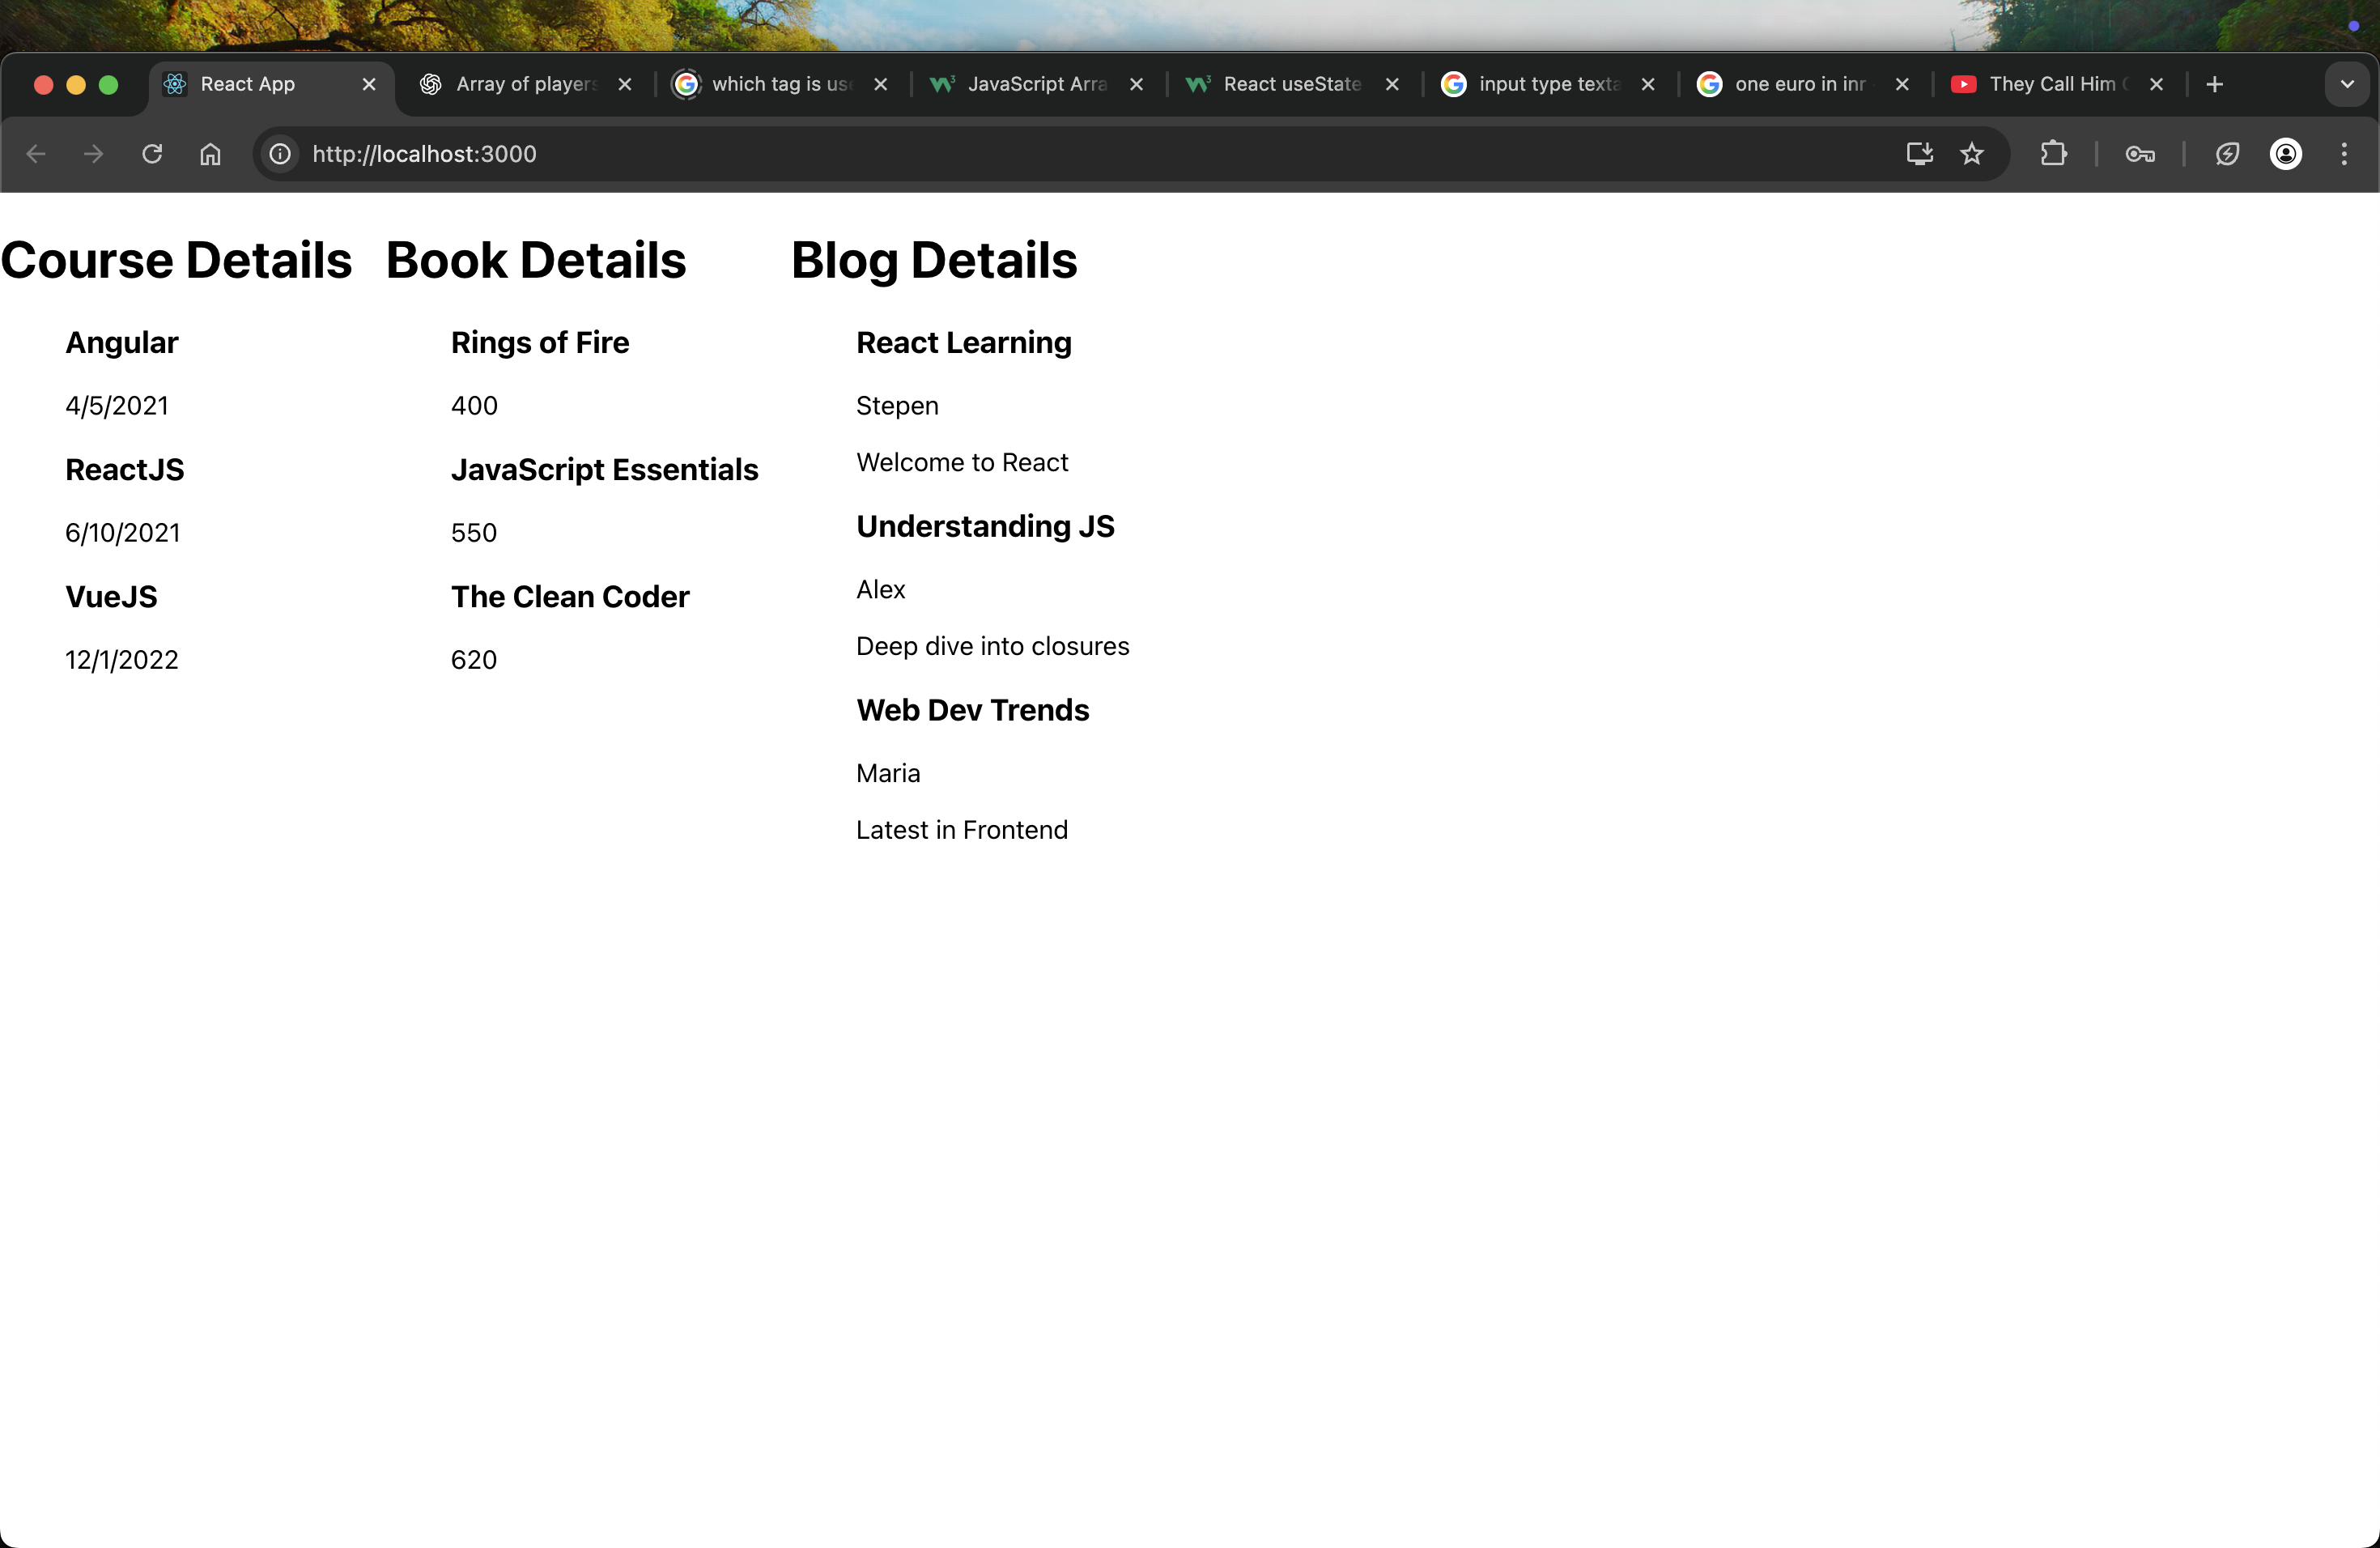 React App
Array of players
which tag is use
JavaScript Arra
React useState
input type texta
one euro in inr
They Call Him
http://localhost:3000
Course Details
Angular
4/5/2021
ReactJS
6/10/2021
VueJS
12/1/2022
Book Details
Rings of Fire
400
JavaScript Essentials
550
The Clean Coder
620
Blog Details
React Learning
Stepen
Welcome to React
Understanding JS
Alex
Deep dive into closures
Web Dev Trends
Maria
Latest in Frontend